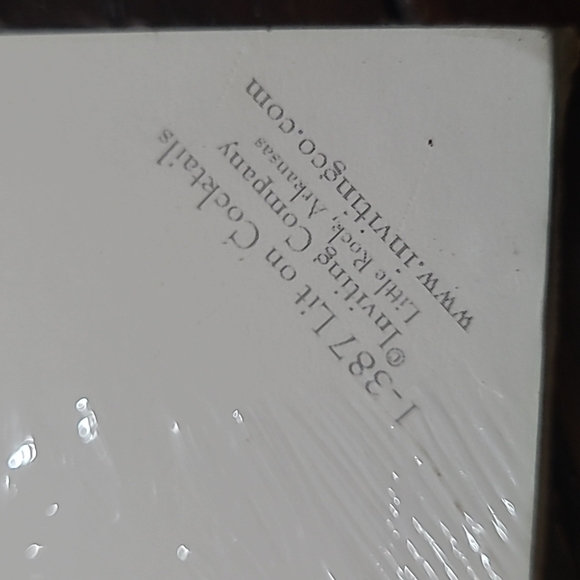 1-387 Lit on Cocktails
©Inviting Company
Little Rock, Arkansas
www.invitingco.com